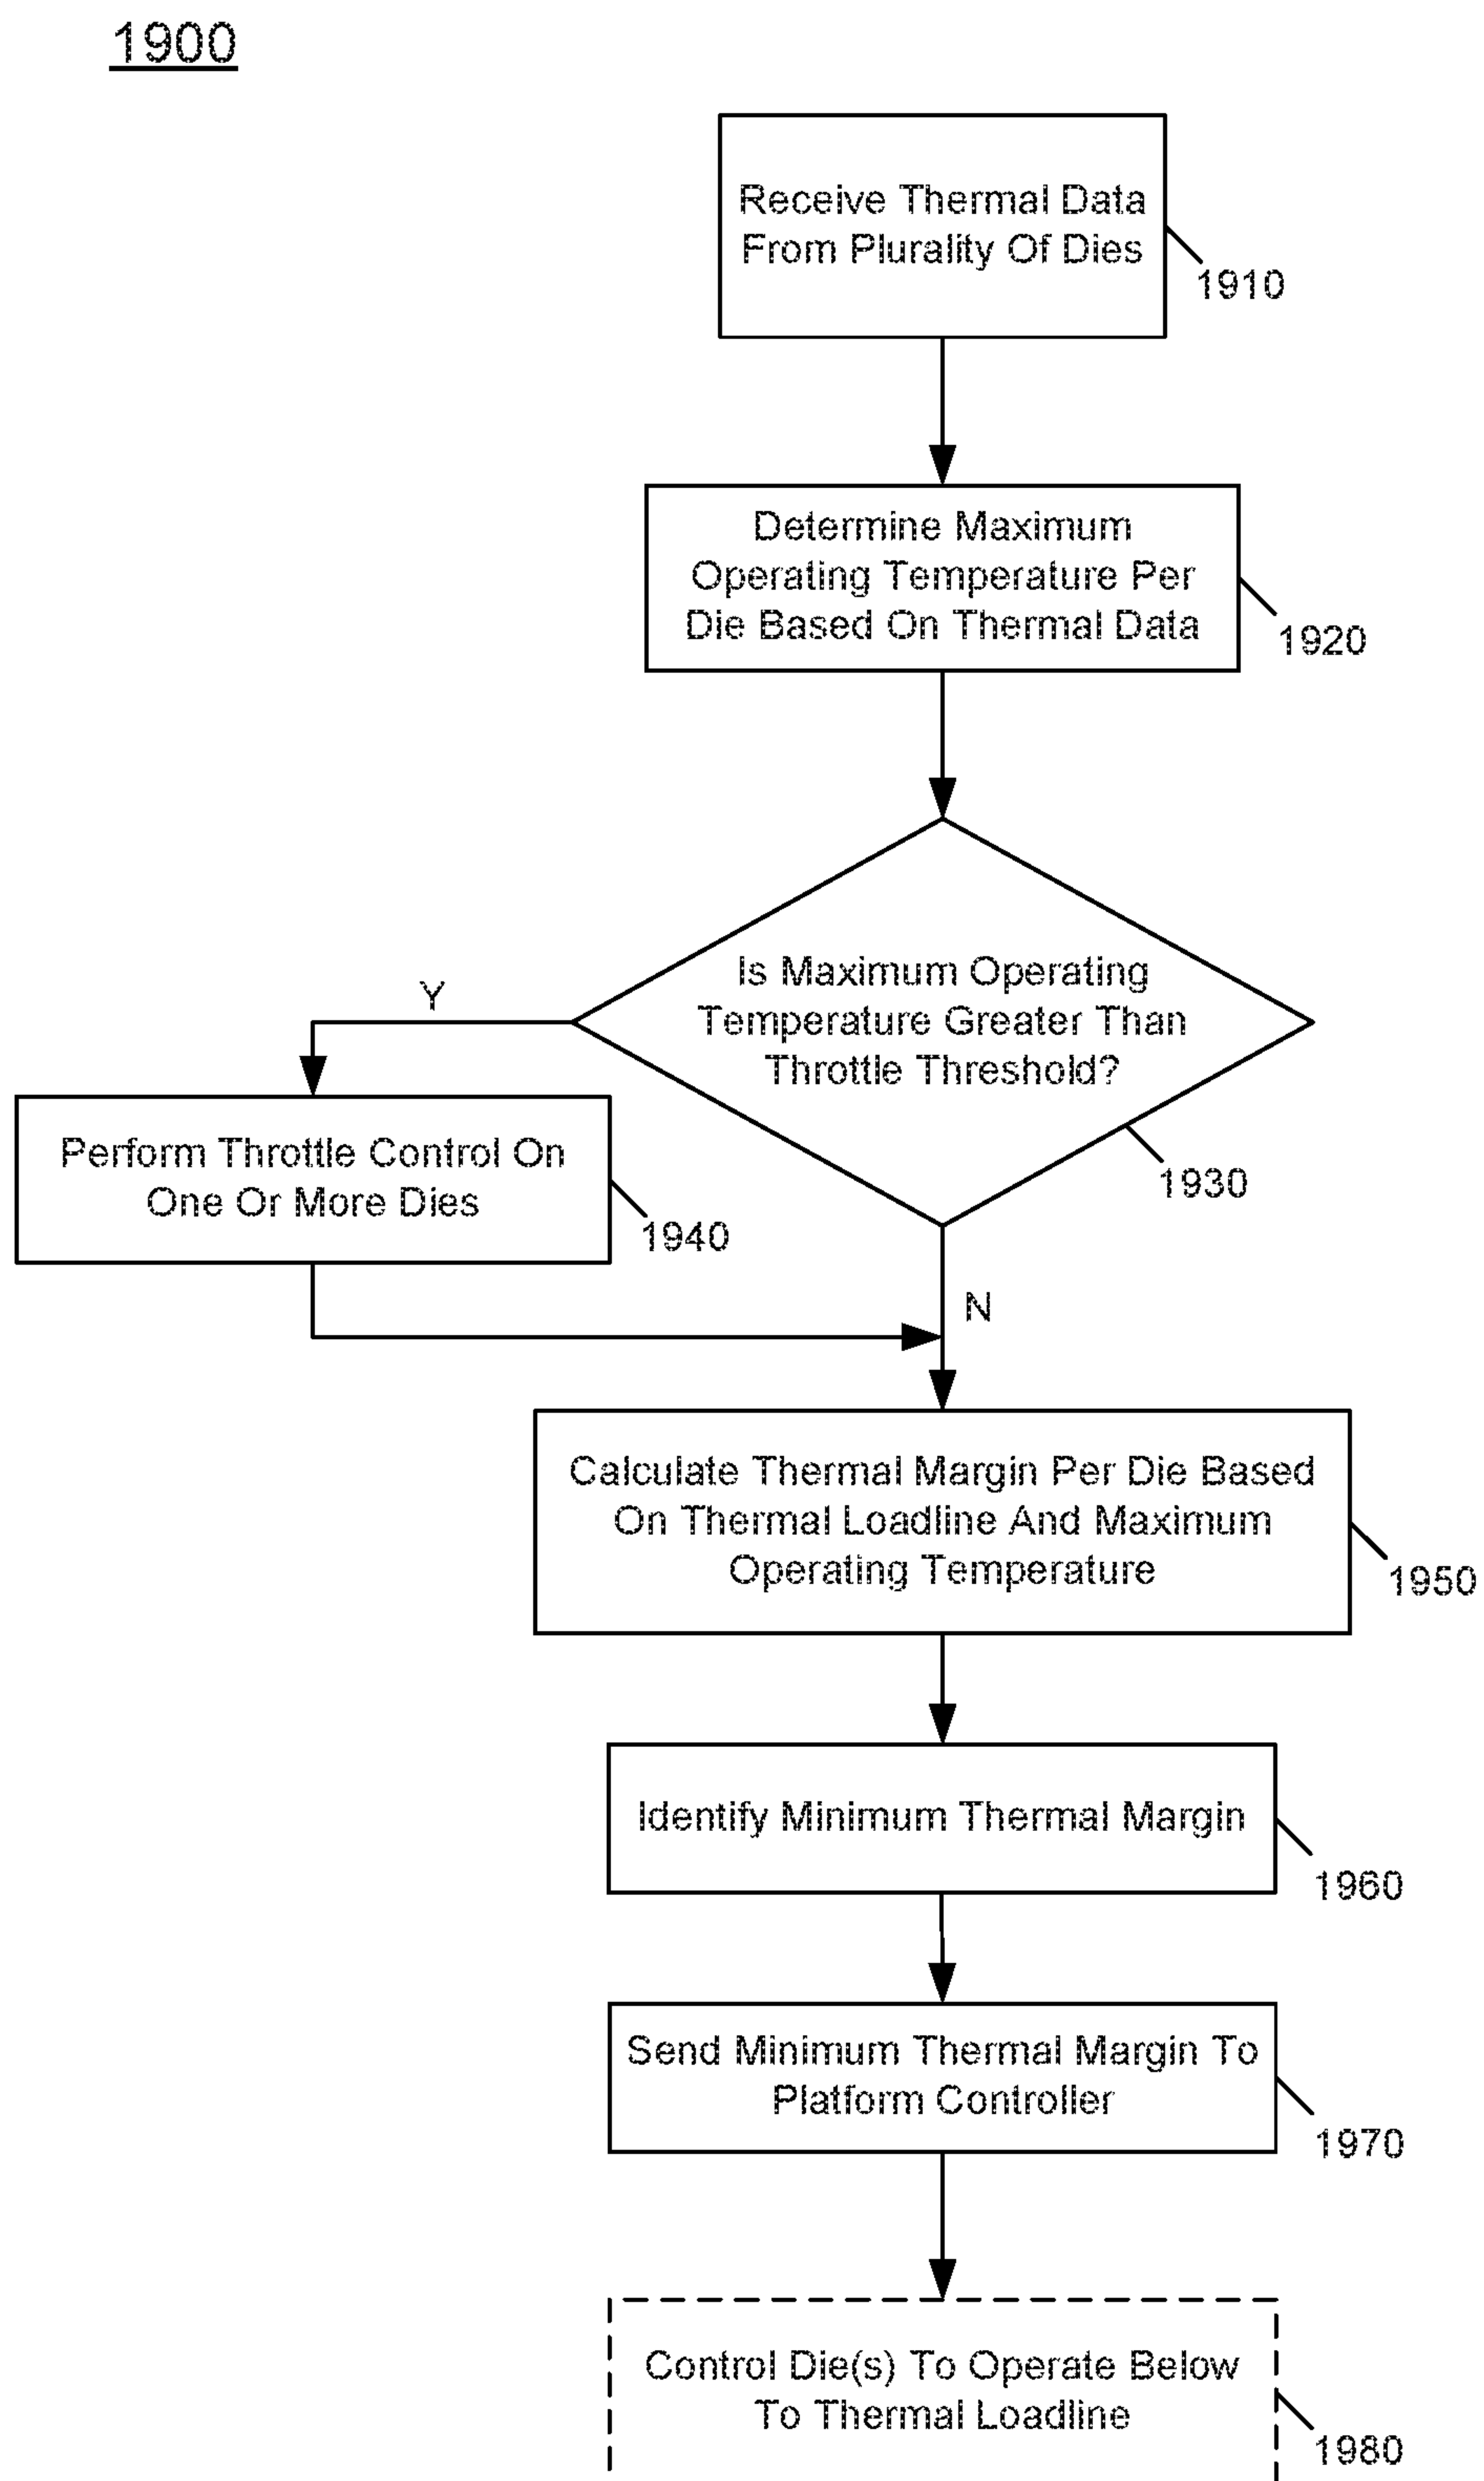 1900
Receive Thermal Data
From Plurality Of Dies
1910
Determine Maximum
Operating Temperature Per
Die Based On Thermal Data
1920
Is Maximum Operating
Temperature Greater Than
Throttle Threshold?
1930
Y
Perform Throttle Control On
One Or More Dies
1940
N
Calculate Thermal Margin Per Die Based
On Thermal Loadline And Maximum
Operating Temperature
1950
Identify Minimum Thermal Margin
1960
Send Minimum Thermal Margin To
Platform Controller
1970
Control Die(s) To Operate Below
To Thermal Loadline
1980